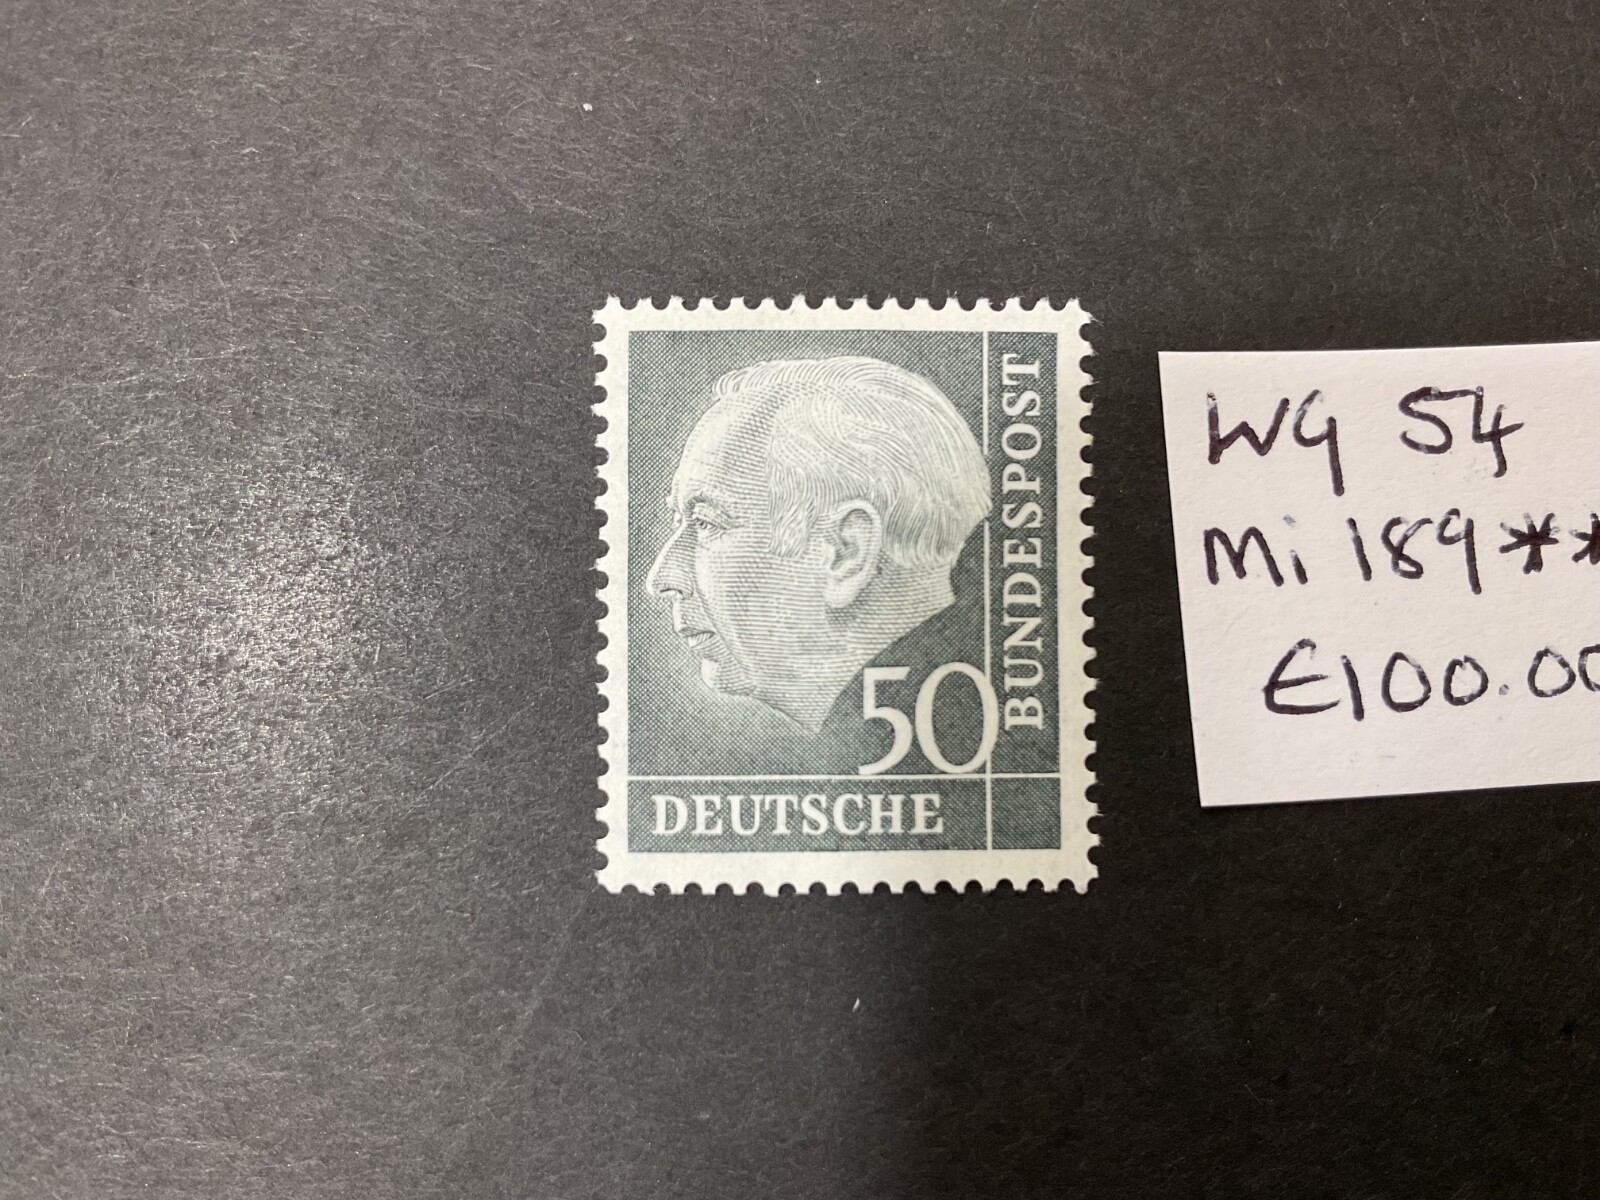 BUNDESPOST
50
DEUTSCHE
WG 54
Mi 189**
€100.00